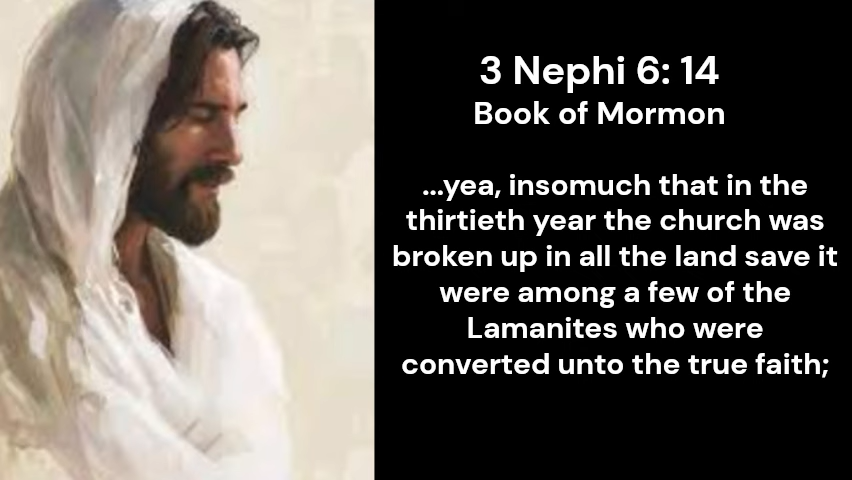 3 Nephi 6: 14
Book of Mormon
...yea, insomuch that in the
thirtieth year the church was
broken up in all the land save it
were among a few of the
Lamanites who were
converted unto the true faith;